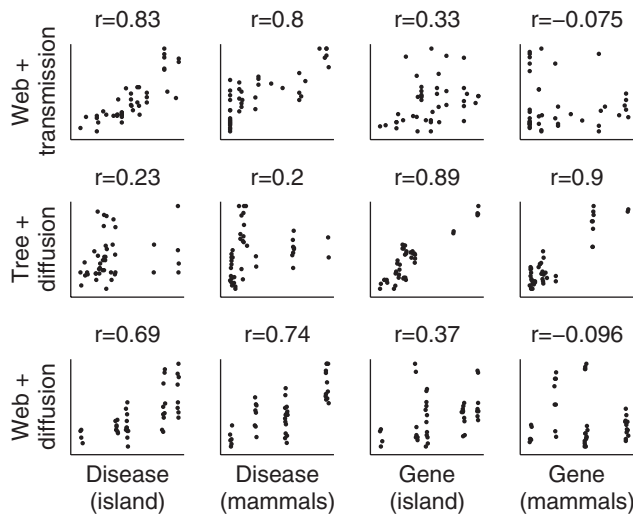 r=0.83 r=0.8 r=0.33 r=−0.075
Web +
transmission
r=0.23 r=0.2 r=0.89 r=0.9
Tree +
diffusion
r=0.69 r=0.74 r=0.37 r=−0.096
Web +
diffusion
Disease Disease Gene Gene
(island) (mammals) (island) (mammals)